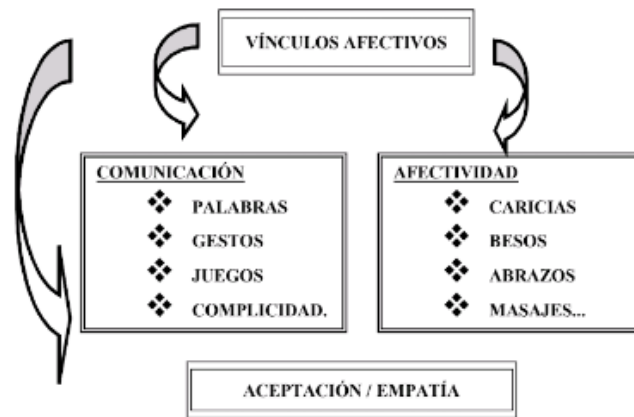 VÍNCULOS AFECTIVOS
COMUNICACIÓN
PALABRAS
GESTOS
JUEGOS
COMPLICIDAD.
AFECTIVIDAD
CARICIAS
BESOS
ABRAZOS
MASAJES...
ACEPTACIÓN / EMPATÍA